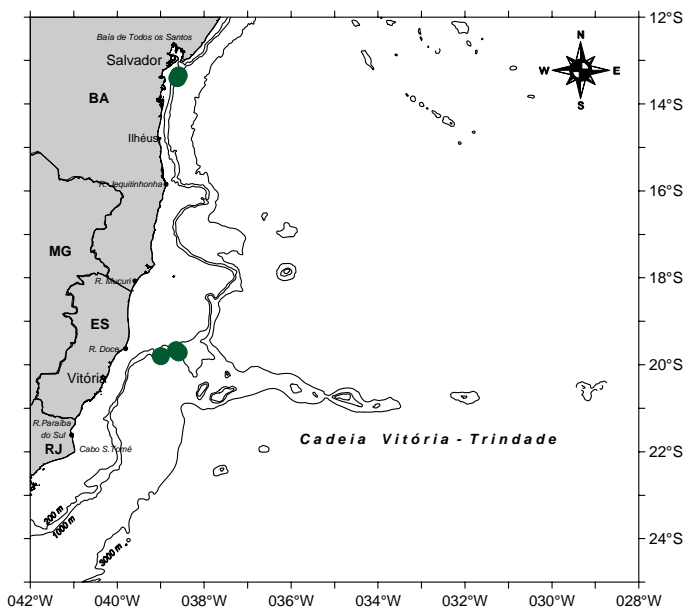 12°S
Baía de Todos os Santos
Salvador
N
W
E
S
BA
14°S
Ilhéus
R. Jequitinhonha
16°S
MG
R. Mucuri
18°S
ES
R. Doce
20°S
Vitória
R.Paraíba
do Sul
RJ
Cabo S.Tomé
Cadeia Vitória - Trindade
22°S
200 m
1000 m
3000 m
24°S
042°W 040°W 038°W 036°W 034°W 032°W 030°W 028°W